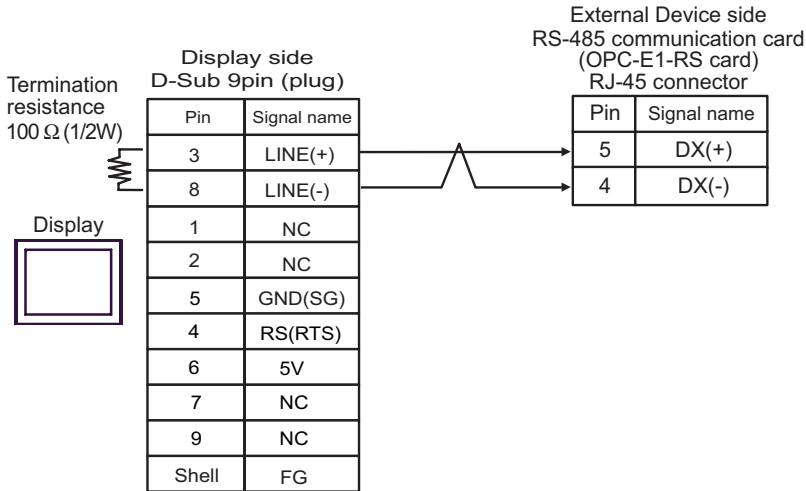 External Device side
RS-485 communication card
(OPC-E1-RS card)
RJ-45 connector
Display side
D-Sub 9pin (plug)
Termination
resistance
100 Ω (1/2W)
Pin Signal name
3 LINE(+)
8 LINE(-)
1 NC
2 NC
5 GND(SG)
4 RS(RTS)
6 5V
7 NC
9 NC
Shell FG
Pin Signal name
5 DX(+)
4 DX(-)
Display